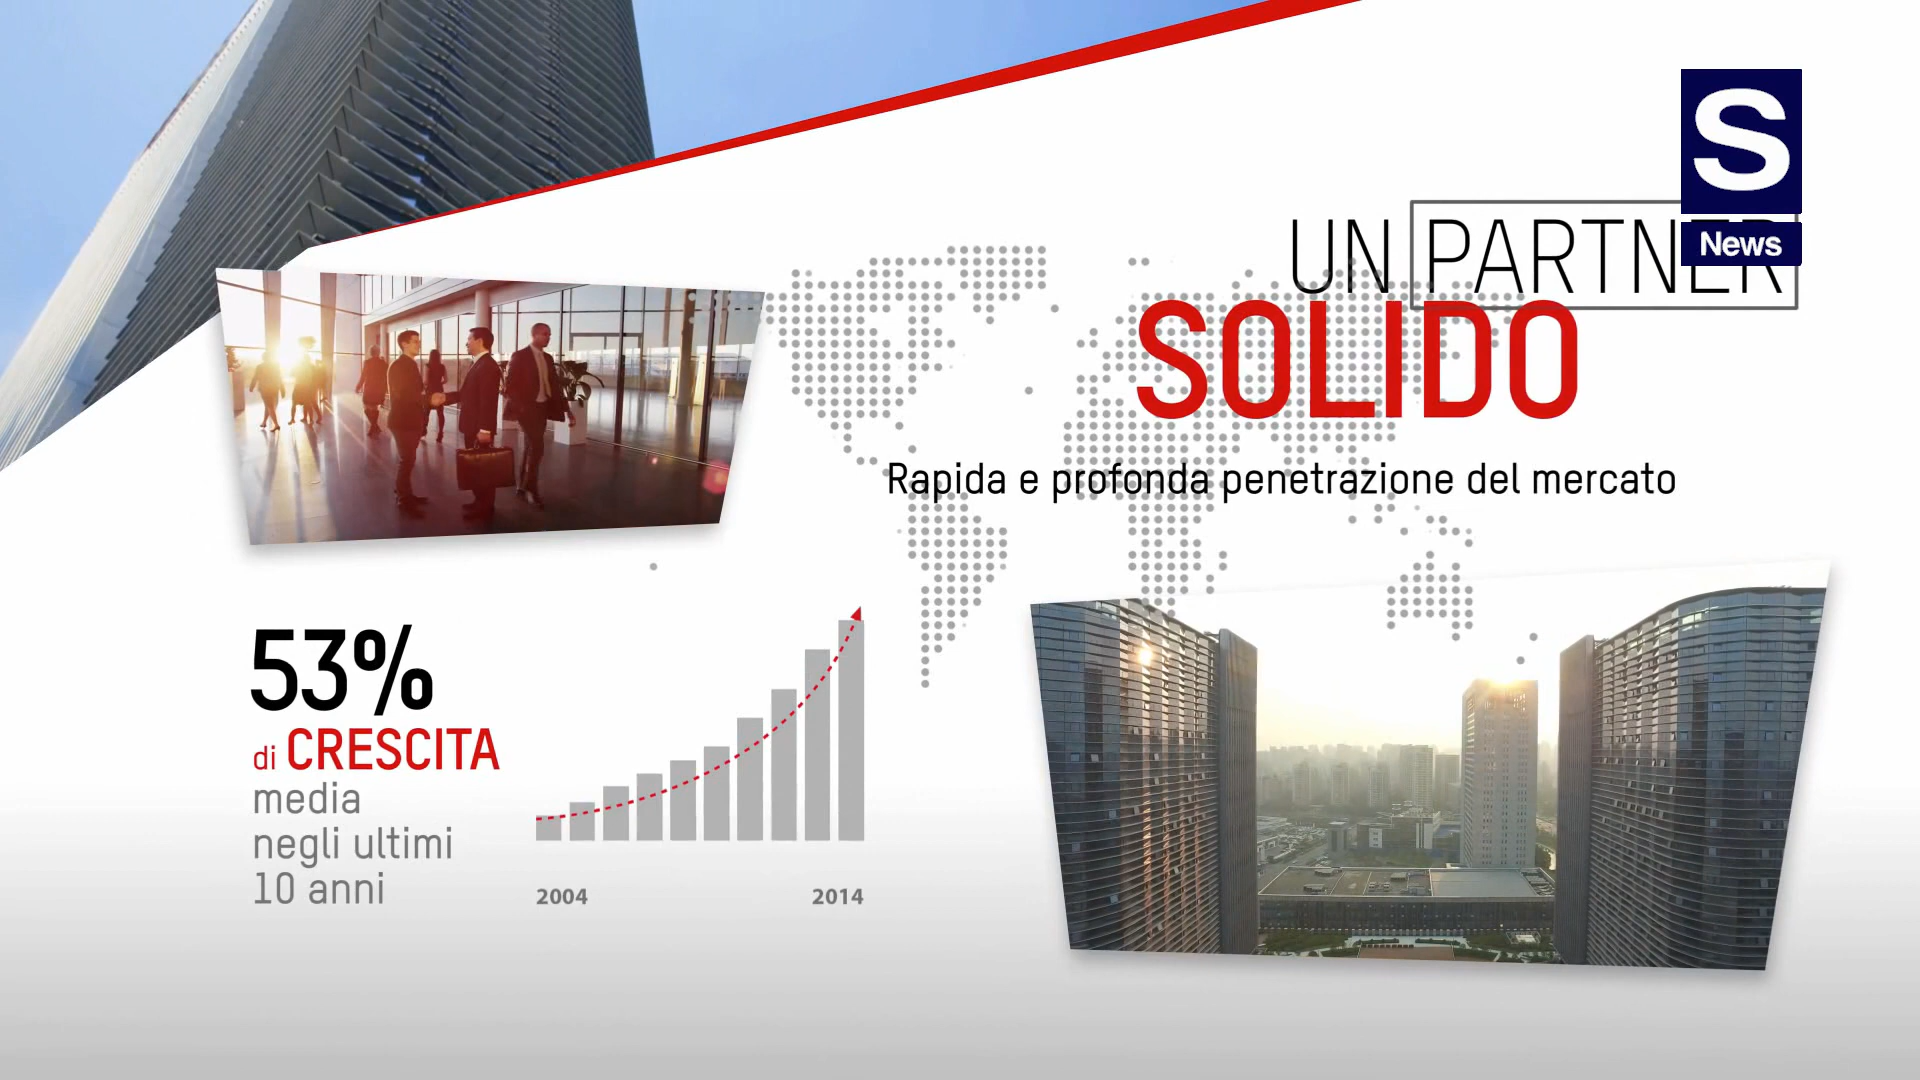 S
News
UN PARTNER
SOLIDO
Rapida e profonda penetrazione del mercato
53%
di CRESCITA
media
negli ultimi
10 anni
2004 2014